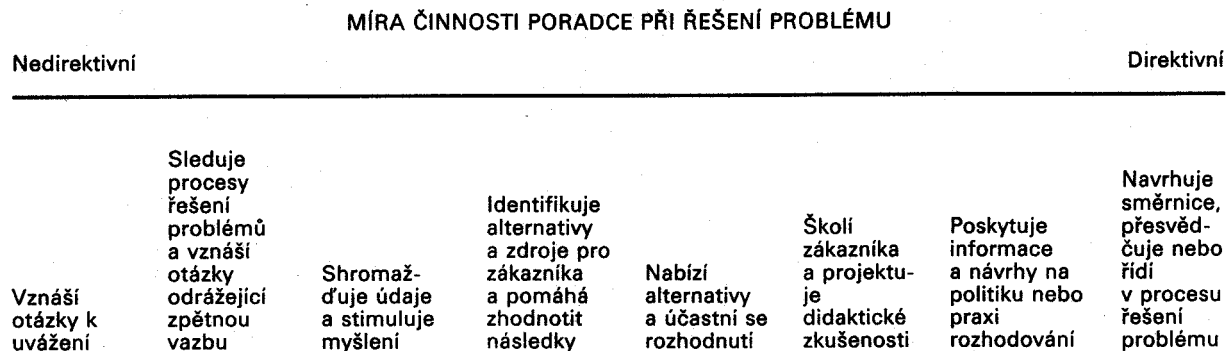 MÍRA ČINNOSTI PORADCE PŘI ŘEŠENÍ PROBLÉMU
Nedirektivní
Direktivní
Vznáší
otázky k
uvážení
Sleduje
procesy
řešení
problémů
a vznáší
otázky
odrážející
zpětnou
vazbu
Shromaž-
ďuje údaje
a stimuluje
myšlení
Identifikuje
alternativy
a zdroje pro
zákazníka
a pomáhá
zhodnotit
následky
Nabízí
alternativy
a účastní se
rozhodnutí
Školí
zákazníka
a projektu-
je
didaktické
zkušenosti
Poskytuje
informace
a návrhy na
politiku nebo
praxi
rozhodování
Navrhuje
směrnice,
přesvěd-
čuje nebo
řídí
v procesu
řešení
problému